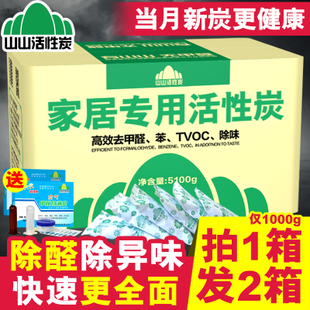 山山活性炭
当月新炭更健康
山山活性炭
家居专用活性炭
高效去甲醛、苯、TVOC、除味
EFFICIENT TO FORMALDEHYDE, BENZENE, TVOC, IN ADDITION TO TASTE
净含量:5100g
送
仅1000g
除醛除异味
快速更全面
拍1箱
发2箱